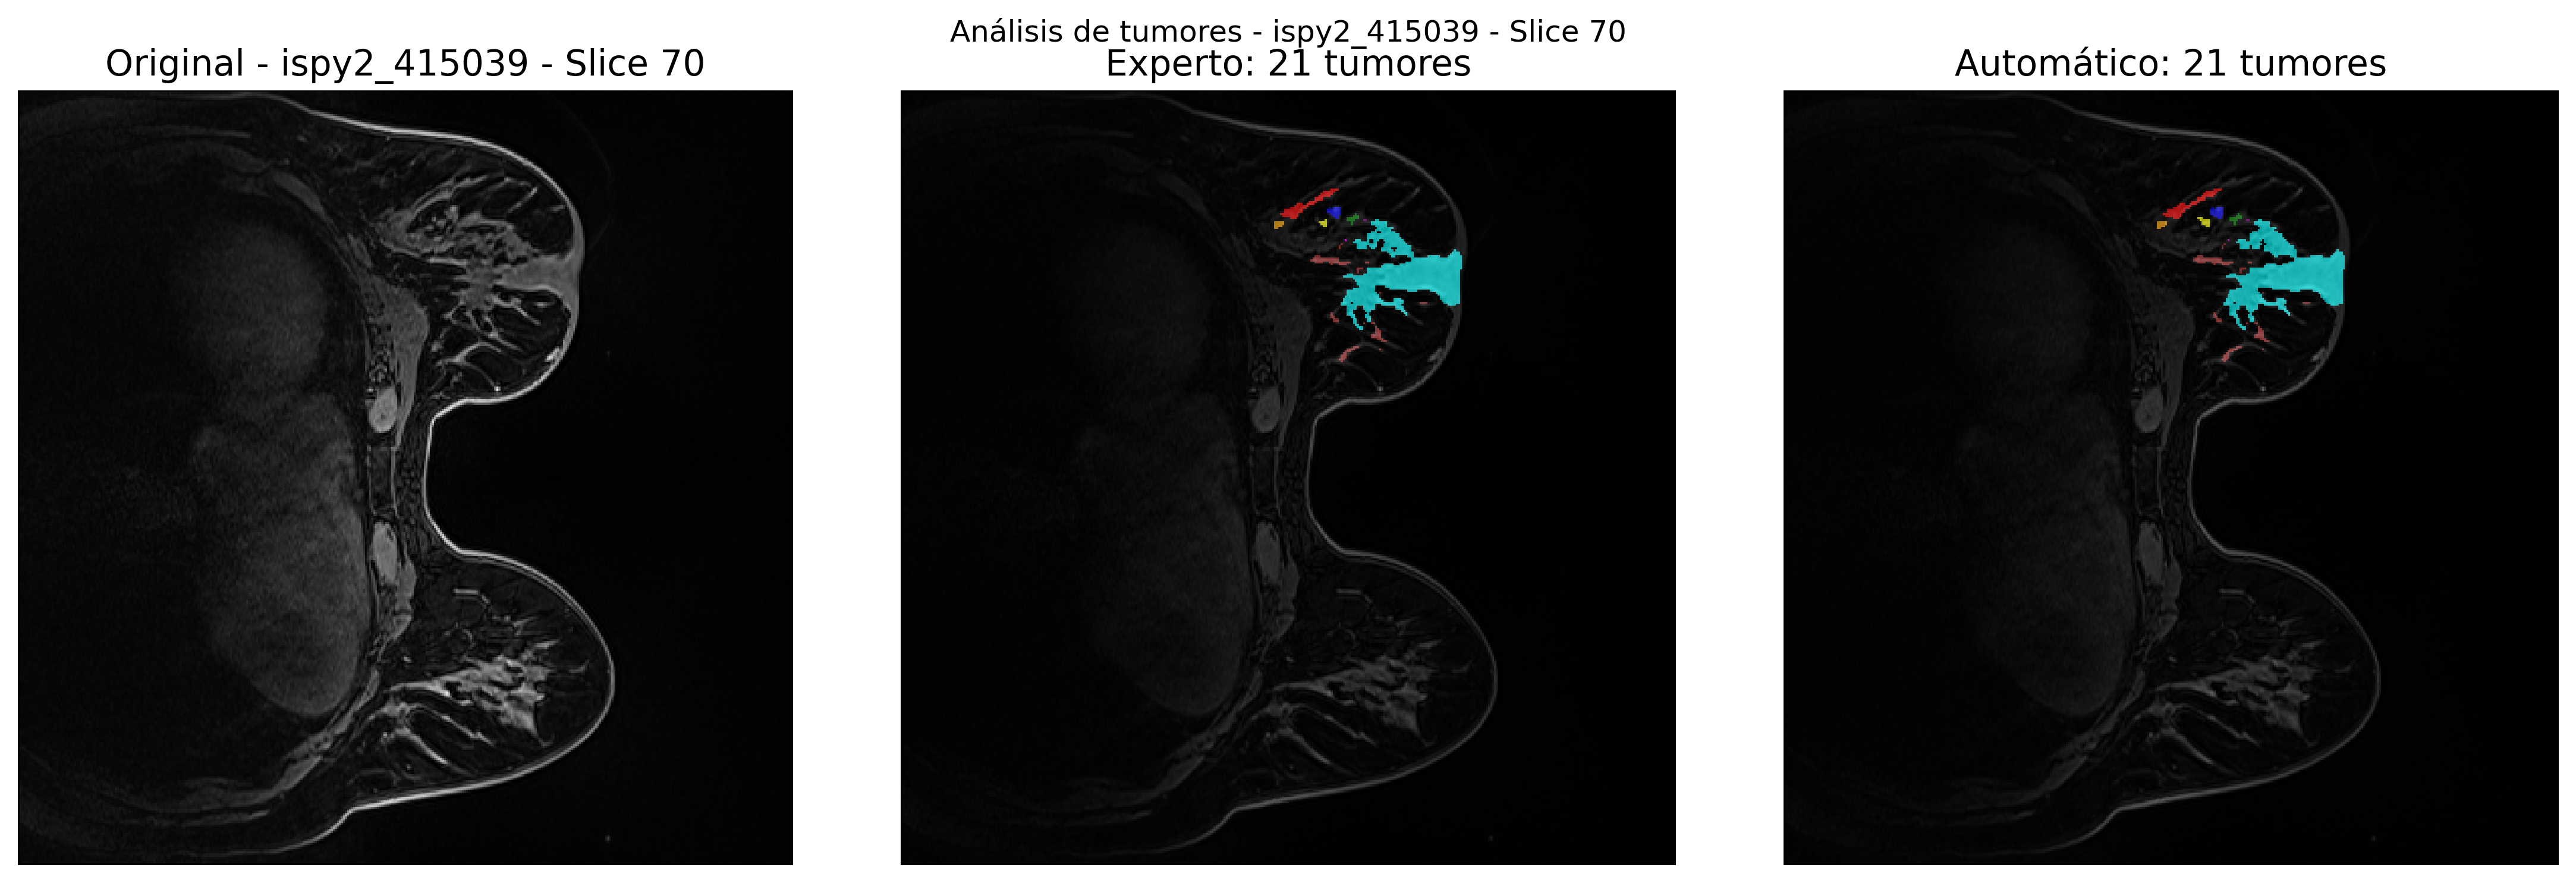 Análisis de tumores - ispy2_415039 - Slice 70
Original - ispy2_415039 - Slice 70
Experto: 21 tumores
Automático: 21 tumores